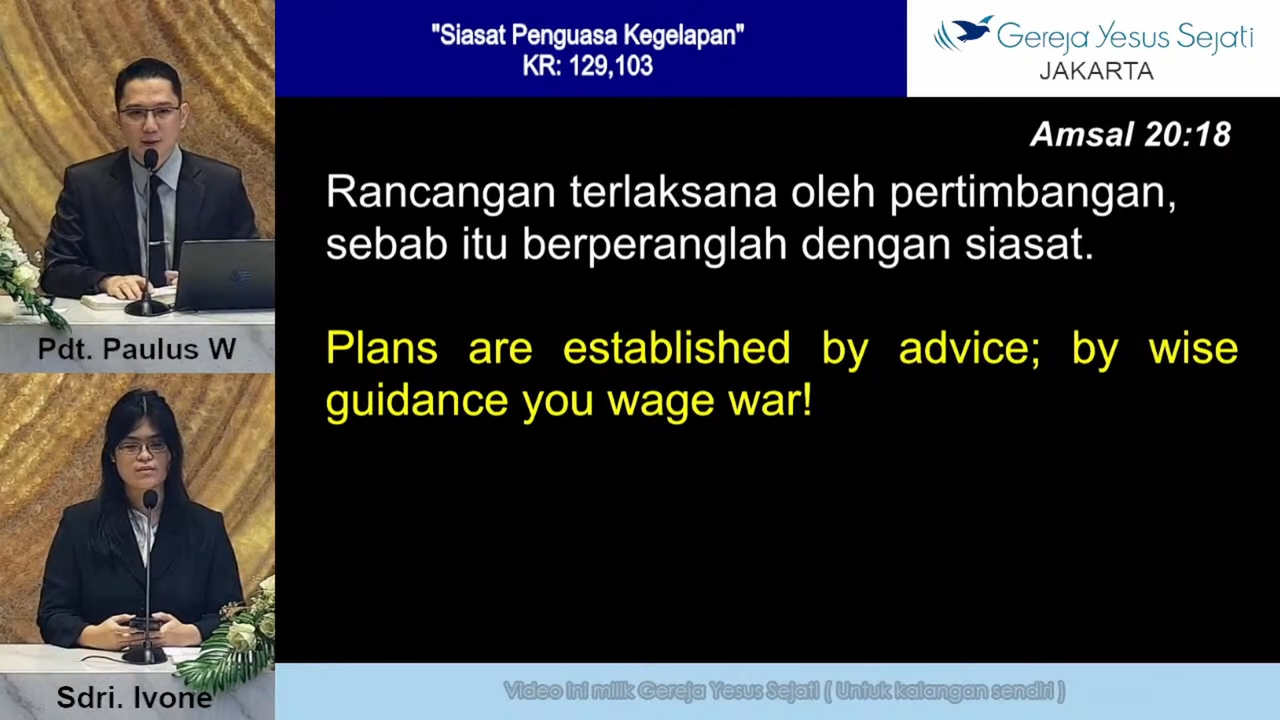 "Siasat Penguasa Kegelapan"
KR: 129,103
Gereja Yesus Sejati
JAKARTA
Amsal 20:18
Rancangan terlaksana oleh pertimbangan,
sebab itu berperanglah dengan siasat.
Plans are established by advice; by wise
guidance you wage war!
Pdt. Paulus W
Sdri. Ivone
Video ini milik Gereja Yesus Sejati ( Untuk kalangan sendiri )